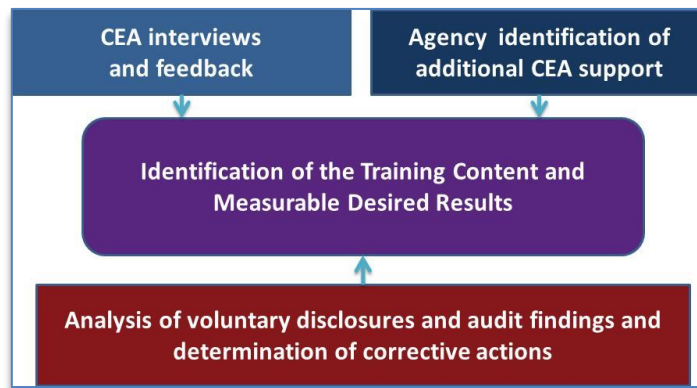 CEA interviews
and feedback
Agency identification of
additional CEA support
Identification of the Training Content and
Measurable Desired Results
Analysis of voluntary disclosures and audit findings and
determination of corrective actions